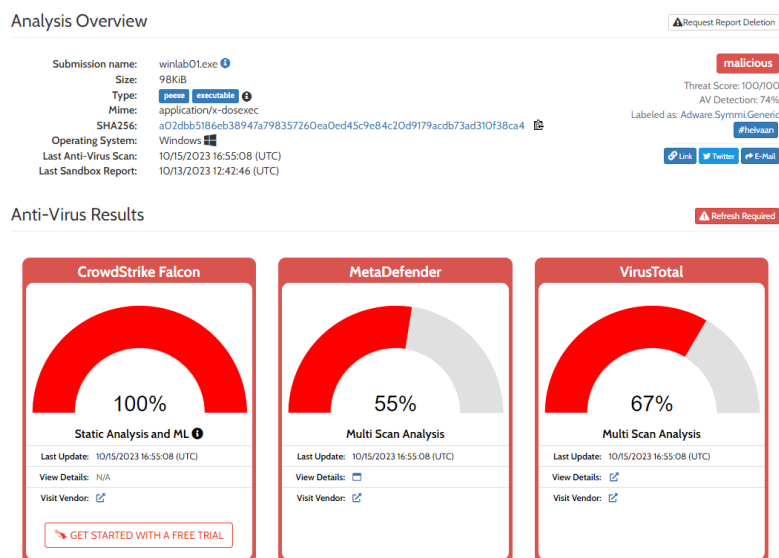 Analysis Overview
Request Report Deletion
Submission name: winlab01.exe
Size: 98KiB
Type: peexe executable
Mime: application/x-dosexec
SHA256: a02dbb5186eb38947a79835726oea0ed45c9e84c20d9179acdb73ad310f38ca4
Operating System: Windows
Last Anti-Virus Scan: 10/15/2023 16:55:08 (UTC)
Last Sandbox Report: 10/13/2023 12:42:46 (UTC)
malicious
Threat Score: 100/100
AV Detection: 74%
Labeled as: Adware.Symmi.Generic
#heivaan
Link Twitter E-Mail
Anti-Virus Results
Refresh Required
CrowdStrike Falcon
100%
Static Analysis and ML
Last Update: 10/15/2023 16:55:08 (UTC)
View Details: N/A
Visit Vendor:
GET STARTED WITH A FREE TRIAL
MetaDefender
55%
Multi Scan Analysis
Last Update: 10/15/2023 16:55:08 (UTC)
View Details:
Visit Vendor:
VirusTotal
67%
Multi Scan Analysis
Last Update: 10/15/2023 16:55:08 (UTC)
View Details:
Visit Vendor: